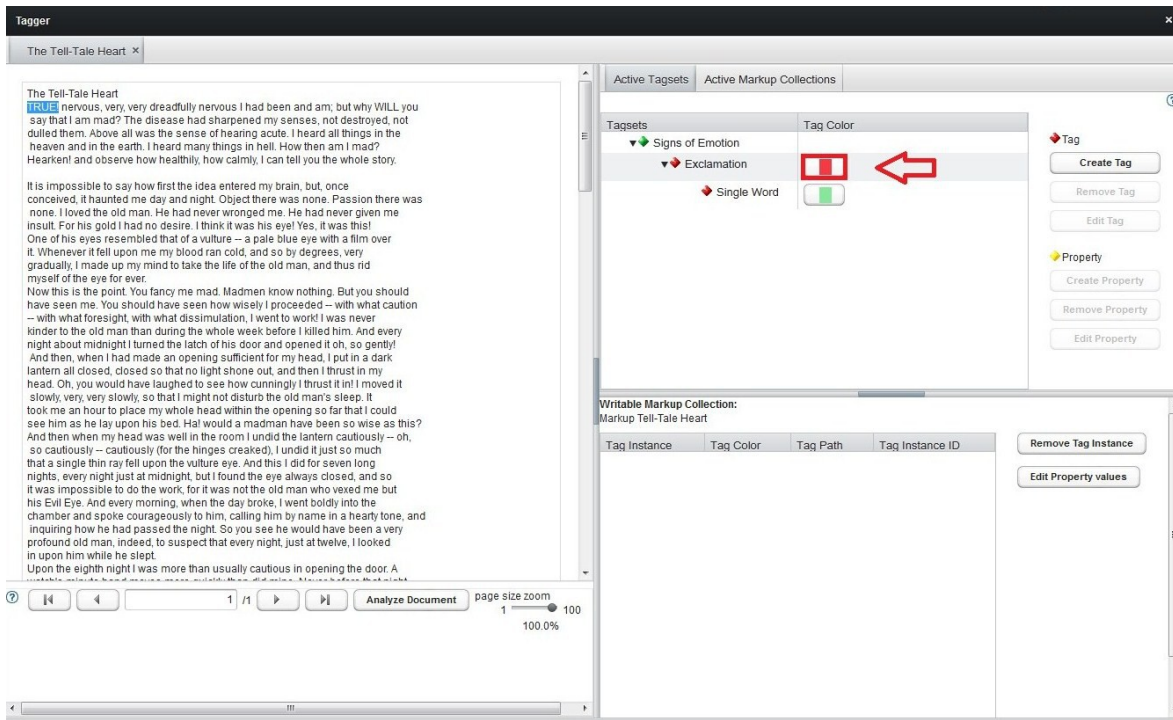 Tagger
×
The Tell-Tale Heart ×
The Tell-Tale Heart
TRUE! nervous, very, very dreadfully nervous I had been and am; but why WILL you
say that I am mad? The disease had sharpened my senses, not destroyed, not
dulled them. Above all was the sense of hearing acute. I heard all things in the
heaven and in the earth. I heard many things in hell. How then am I mad?
Hearken! and observe how healthily, how calmly, I can tell you the whole story.
It is impossible to say how first the idea entered my brain, but, once
conceived, it haunted me day and night. Object there was none. Passion there was
none. I loved the old man. He had never wronged me. He had never given me
insult. For his gold I had no desire. I think it was his eye! Yes, it was this!
One of his eyes resembled that of a vulture -- a pale blue eye with a film over
it. Whenever it fell upon me my blood ran cold, and so by degrees, very
gradually, I made up my mind to take the life of the old man, and thus rid
myself of the eye for ever.
Now this is the point. You fancy me mad. Madmen know nothing. But you should
have seen me. You should have seen how wisely I proceeded -- with what caution
-- with what foresight, with what dissimulation, I went to work! I was never
kinder to the old man than during the whole week before I killed him. And every
night about midnight I turned the latch of his door and opened it oh, so gently!
And then, when I had made an opening sufficient for my head, I put in a dark
lantern all closed, closed so that no light shone out, and then I thrust in my
head. Oh, you would have laughed to see how cunningly I thrust it in! I moved it
slowly, very, very slowly, so that I might not disturb the old man's sleep. It
took me an hour to place my whole head within the opening so far that I could
see him as he lay upon his bed. Ha! would a madman have been so wise as this?
And then when my head was well in the room I undid the lantern cautiously -- oh,
so cautiously -- cautiously (for the hinges creaked), I undid it just so much
that a single thin ray fell upon the vulture eye. And this I did for seven long
nights, every night just at midnight, but I found the eye always closed, and so
it was impossible to do the work, for it was not the old man who vexed me but
his Evil Eye. And every morning, when the day broke, I went boldly into the
chamber and spoke courageously to him, calling him by name in a hearty tone, and
inquiring how he had passed the night. So you see he would have been a very
profound old man, indeed, to suspect that every night, just at twelve, I looked
in upon him while he slept.
Upon the eighth night I was more than usually cautious in opening the door. A
? 1 /1 Analyze Document page size zoom
1 100
100.0%
Active Tagsets Active Markup Collections
?
Tagsets Tag Color
Signs of Emotion
Exclamation
Single Word
Tag
Create Tag
Remove Tag
Edit Tag
Property
Create Property
Remove Property
Edit Property
Writable Markup Collection:
Markup Tell-Tale Heart
Tag Instance Tag Color Tag Path Tag Instance ID
Remove Tag Instance
Edit Property values